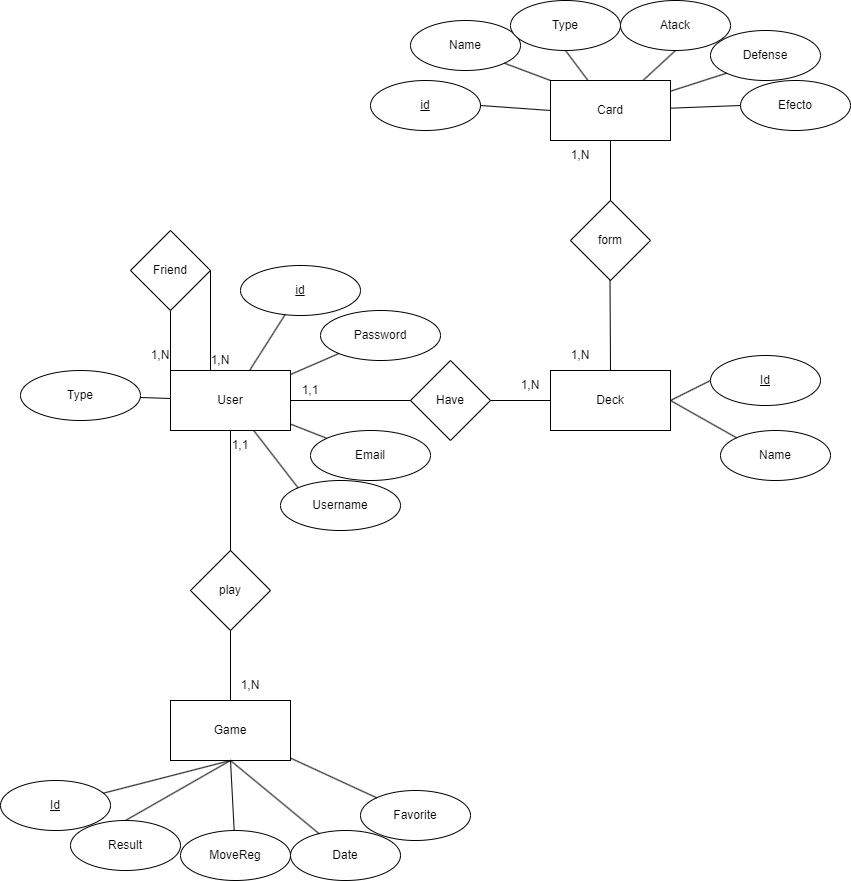 Type
Atack
Name
Defense
id
Card
Efecto
1,N
form
Friend
id
Password
1,N
1,N
1,N
Type
User
1,1
Have
1,N
Deck
Id
1,1
Email
Name
Username
play
1,N
Game
Id
Favorite
Result
MoveReg
Date